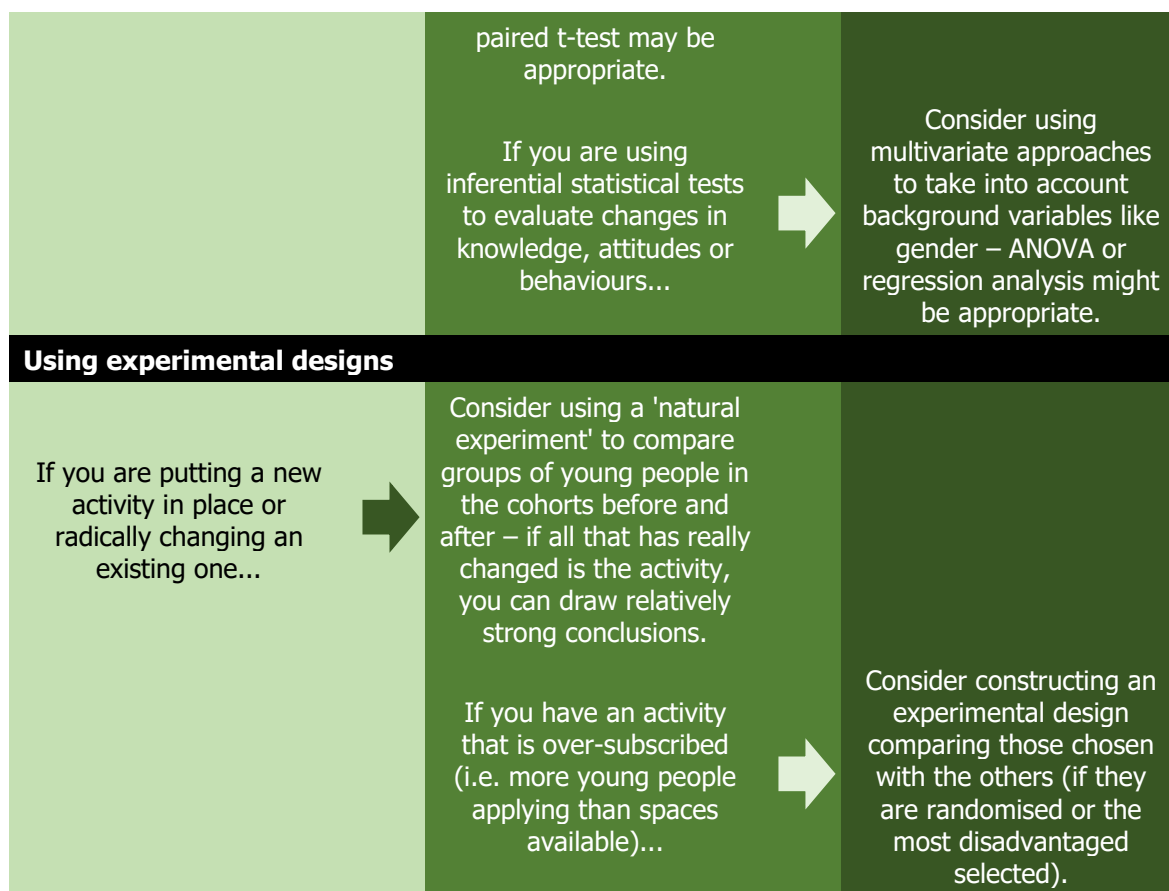 paired t-test may be
appropriate.
If you are using
inferential statistical tests
to evaluate changes in
knowledge, attitudes or
behaviours...
Consider using
multivariate approaches
to take into account
background variables like
gender – ANOVA or
regression analysis might
be appropriate.
Using experimental designs
If you are putting a new
activity in place or
radically changing an
existing one...
Consider using a 'natural
experiment' to compare
groups of young people in
the cohorts before and
after – if all that has really
changed is the activity,
you can draw relatively
strong conclusions.
If you have an activity
that is over-subscribed
(i.e. more young people
applying than spaces
available)...
Consider constructing an
experimental design
comparing those chosen
with the others (if they
are randomised or the
most disadvantaged
selected).